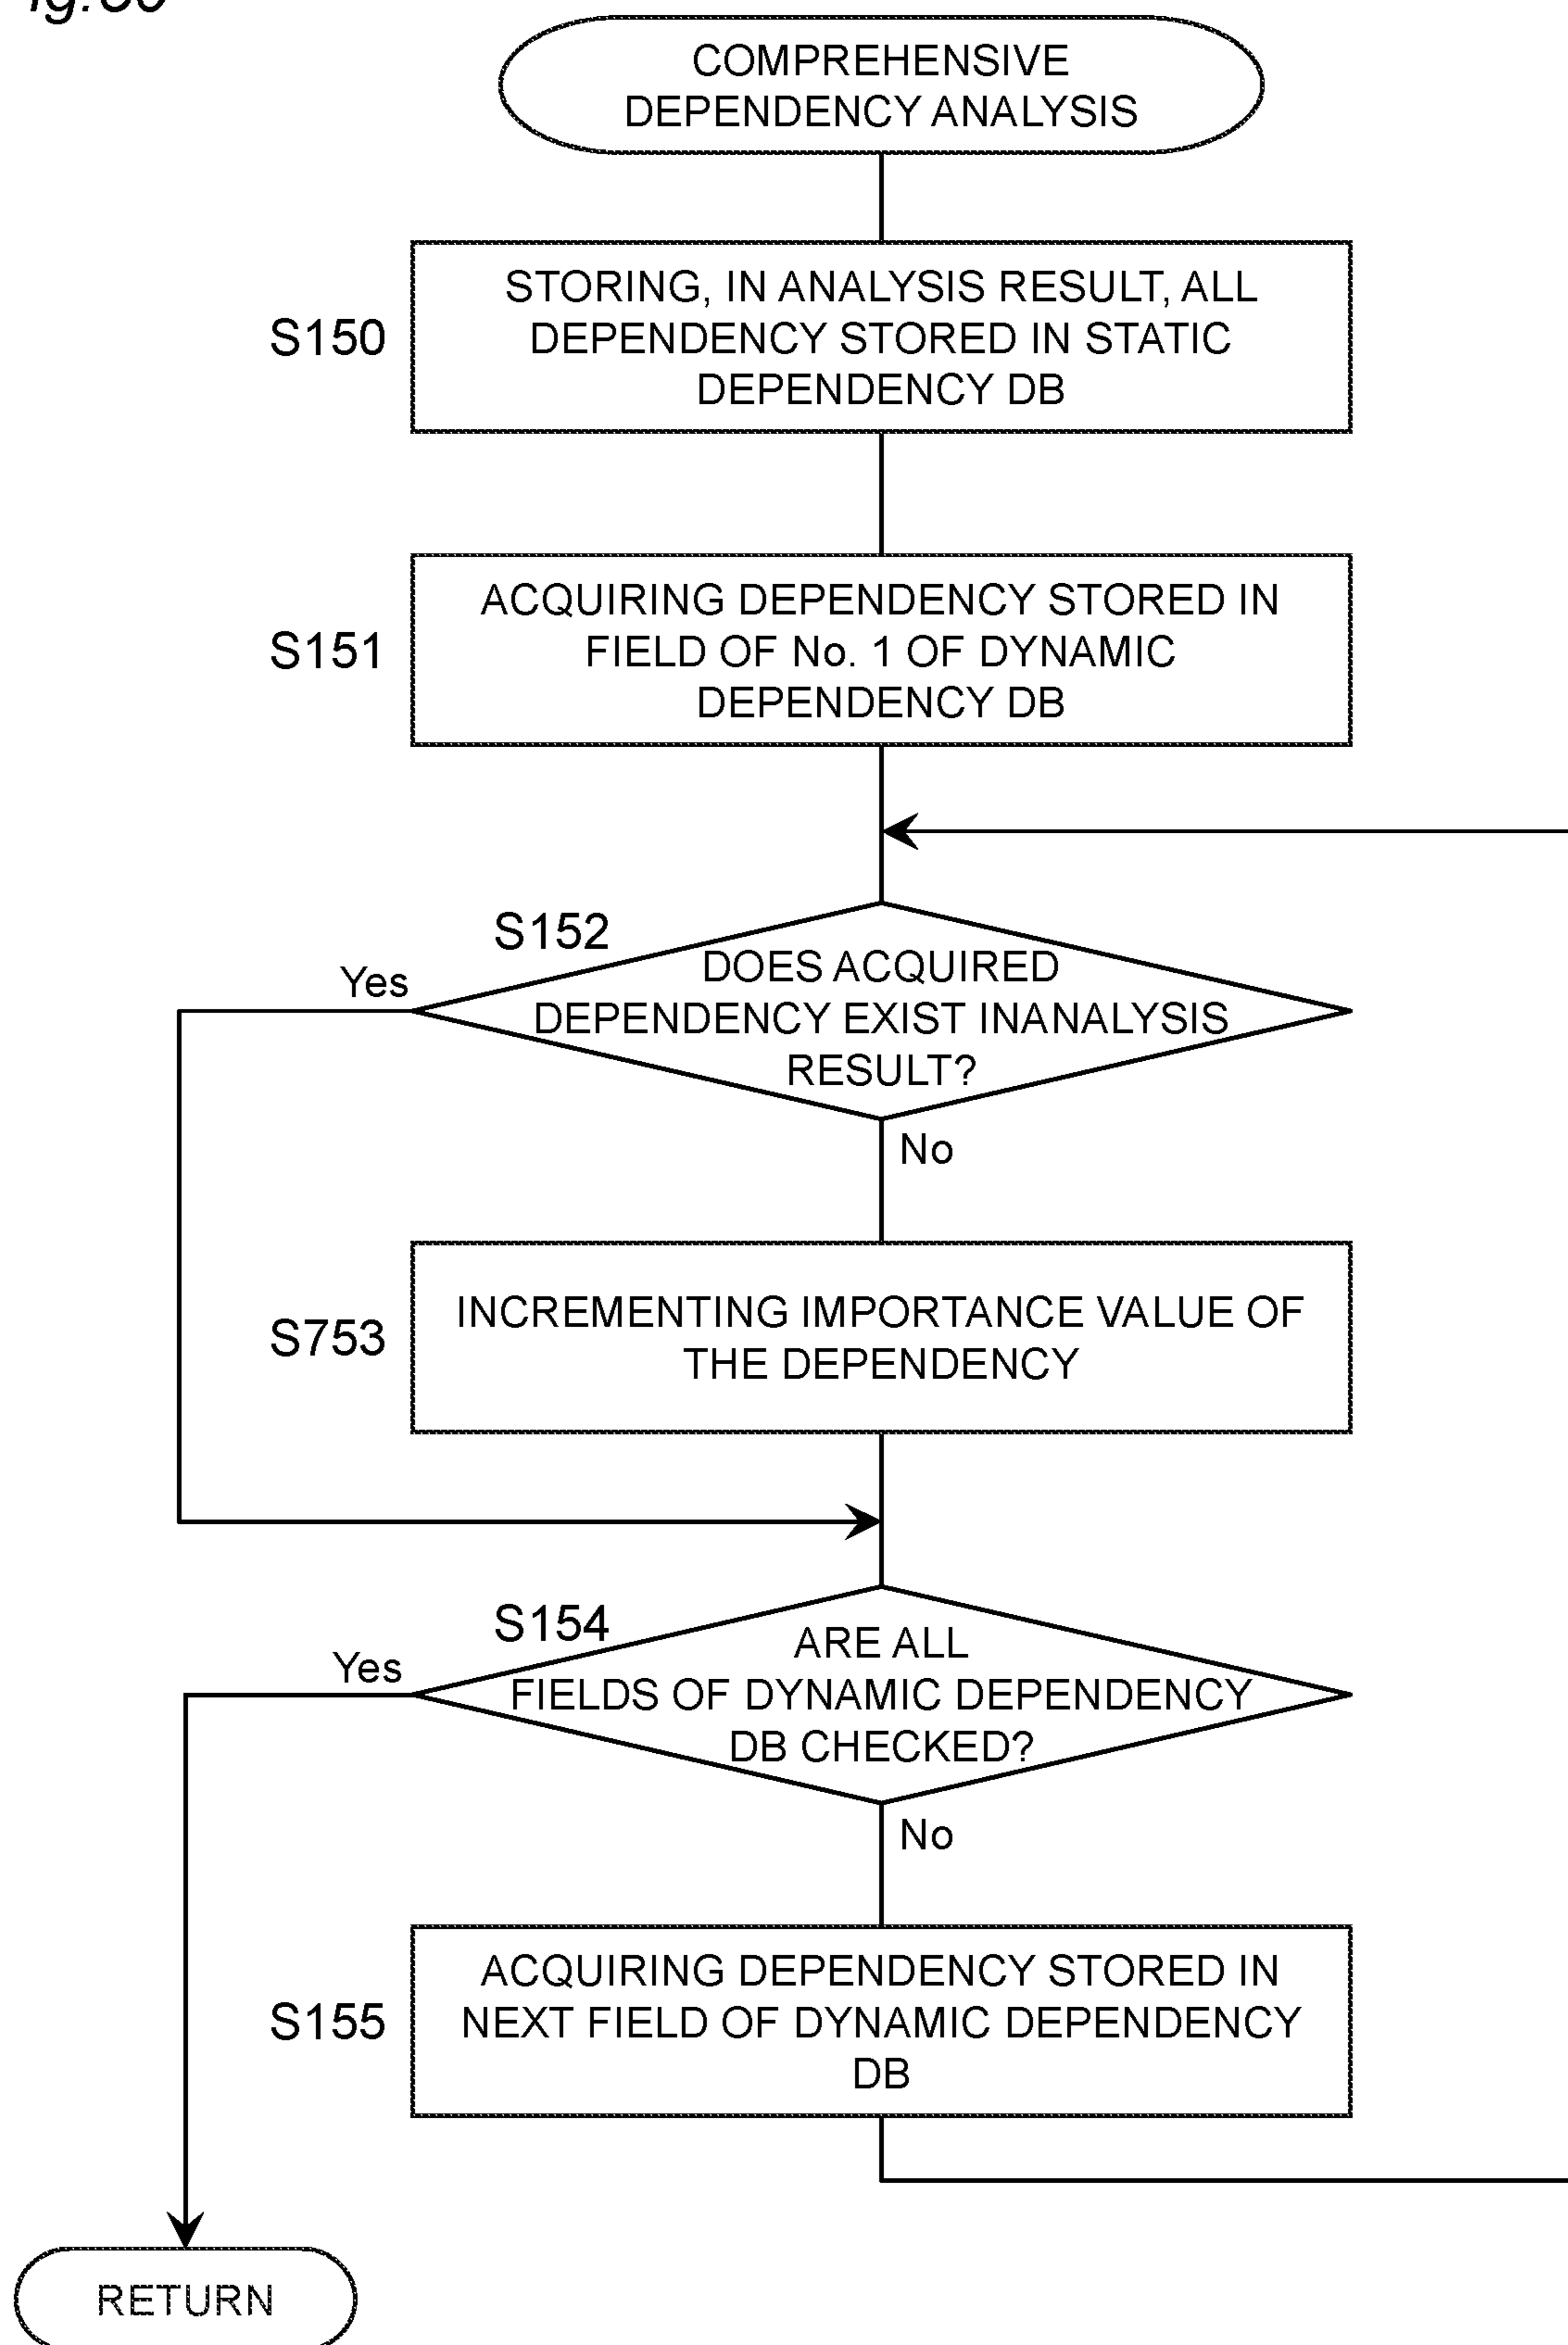 COMPREHENSIVE
DEPENDENCY ANALYSIS
S150
STORING, IN ANALYSIS RESULT, ALL
DEPENDENCY STORED IN STATIC
DEPENDENCY DB
S151
ACQUIRING DEPENDENCY STORED IN
FIELD OF No. 1 OF DYNAMIC
DEPENDENCY DB
S152
Yes
DOES ACQUIRED
DEPENDENCY EXIST INANALYSIS
RESULT?
No
S753
INCREMENTING IMPORTANCE VALUE OF
THE DEPENDENCY
S154
Yes
ARE ALL
FIELDS OF DYNAMIC DEPENDENCY
DB CHECKED?
No
S155
ACQUIRING DEPENDENCY STORED IN
NEXT FIELD OF DYNAMIC DEPENDENCY
DB
RETURN